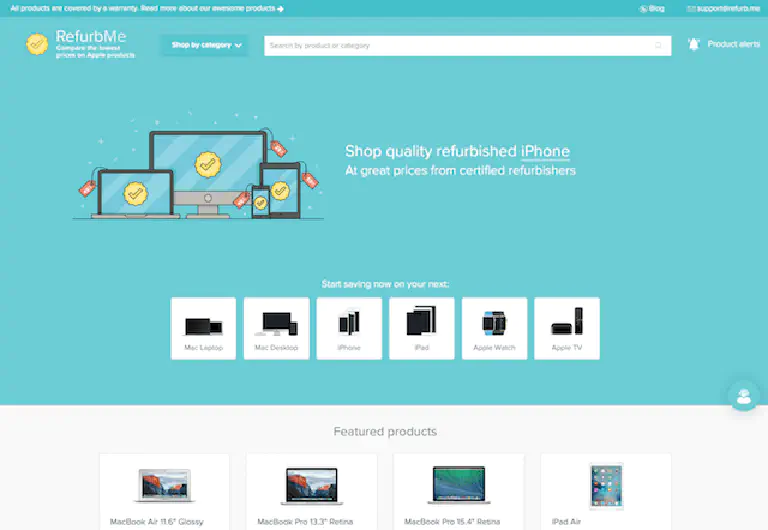 All products are covered by a warranty. Read more about our awesome products
Blog
support@refurb.me
RefurbMe
Compare the lowest
prices on Apple products
Shop by category
Search by product or category
Product alerts
Shop quality refurbished iPhone
At great prices from certified refurbishers
Start saving now on your next:
Mac Laptop
Mac Desktop
iPhone
iPad
Apple Watch
Apple TV
Featured products
MacBook Air 11.6" Glossy
MacBook Pro 13.3" Retina
MacBook Pro 15.4" Retina
iPad Air